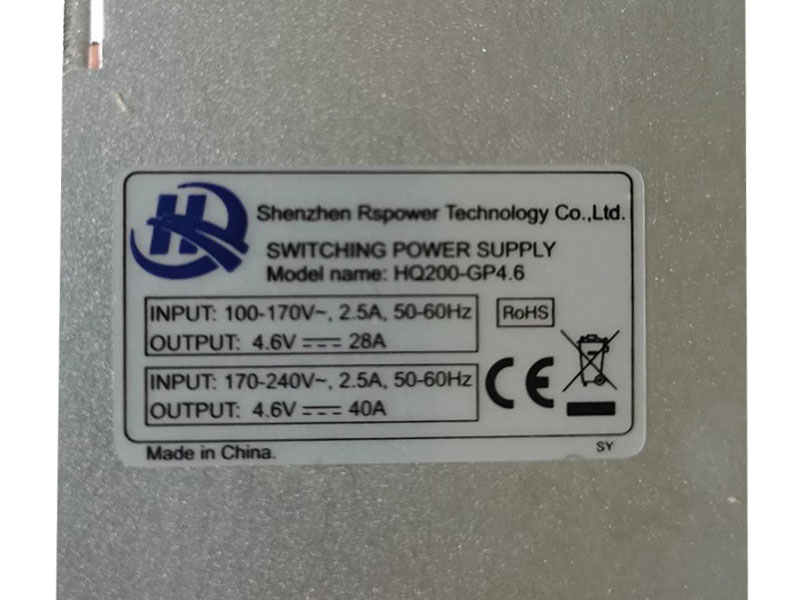 HQ
Shenzhen Rspower Technology Co.,Ltd.
SWITCHING POWER SUPPLY
Model name: HQ200-GP4.6
INPUT: 100-170V~, 2.5A, 50-60Hz
OUTPUT: 4.6V ⎓ 28A
RoHS
INPUT: 170-240V~, 2.5A, 50-60Hz
OUTPUT: 4.6V ⎓ 40A
CE
Made in China.
SY